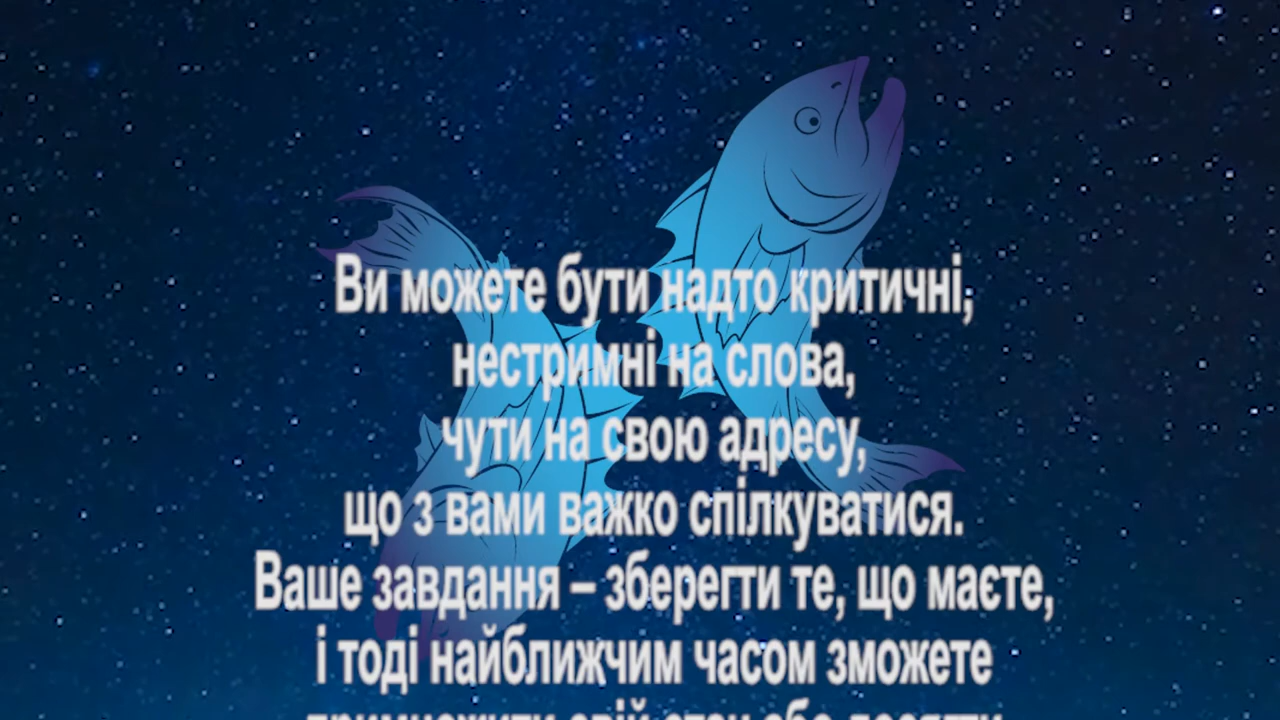 Ви можете бути надто критичні,
нестримні на слова,
чути на свою адресу,
що з вами важко спілкуватися.
Ваше завдання – зберегти те, що маєте,
і тоді найближчим часом зможете